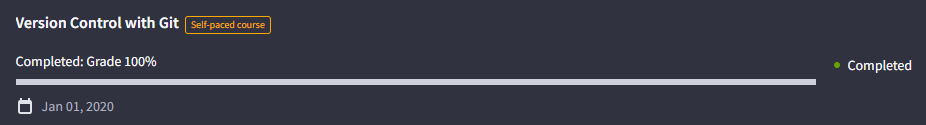 Version Control with Git Self-paced course
Completed: Grade 100%
Completed
Jan 01, 2020